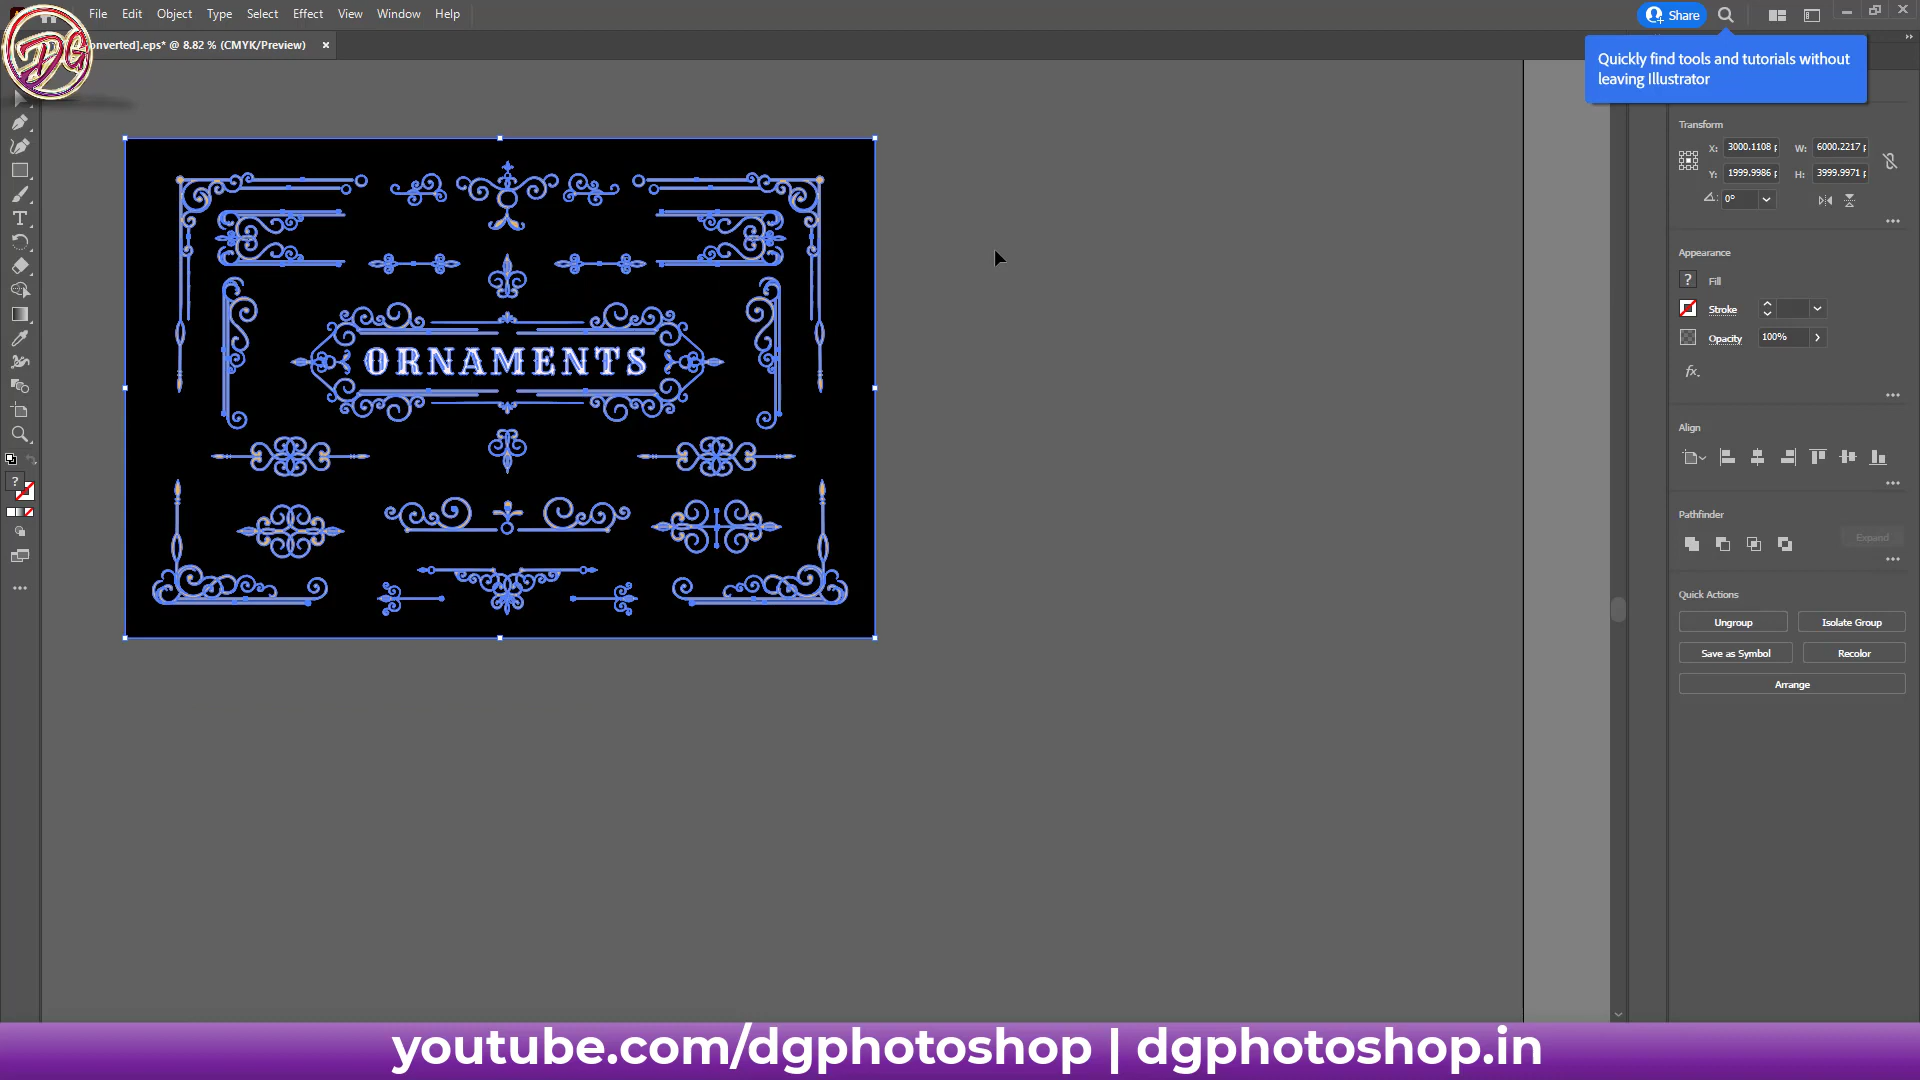 File Edit Object Type Select Effect View Window Help
Share
DG
onverted].eps* @ 8.82 % (CMYK/Preview) ×
Quickly find tools and tutorials without
leaving Illustrator
Transform
X: 3000.1108 p W: 6000.2217 p
Y: 1999.9986 p H: 3999.9971 p
0°
Appearance
? Fill
Stroke
Opacity 100%
fx.
ORNAMENTS
Align
Pathfinder
Expand
Quick Actions
Ungroup Isolate Group
Save as Symbol Recolor
Arrange
youtube.com/dgphotoshop | dgphotoshop.in